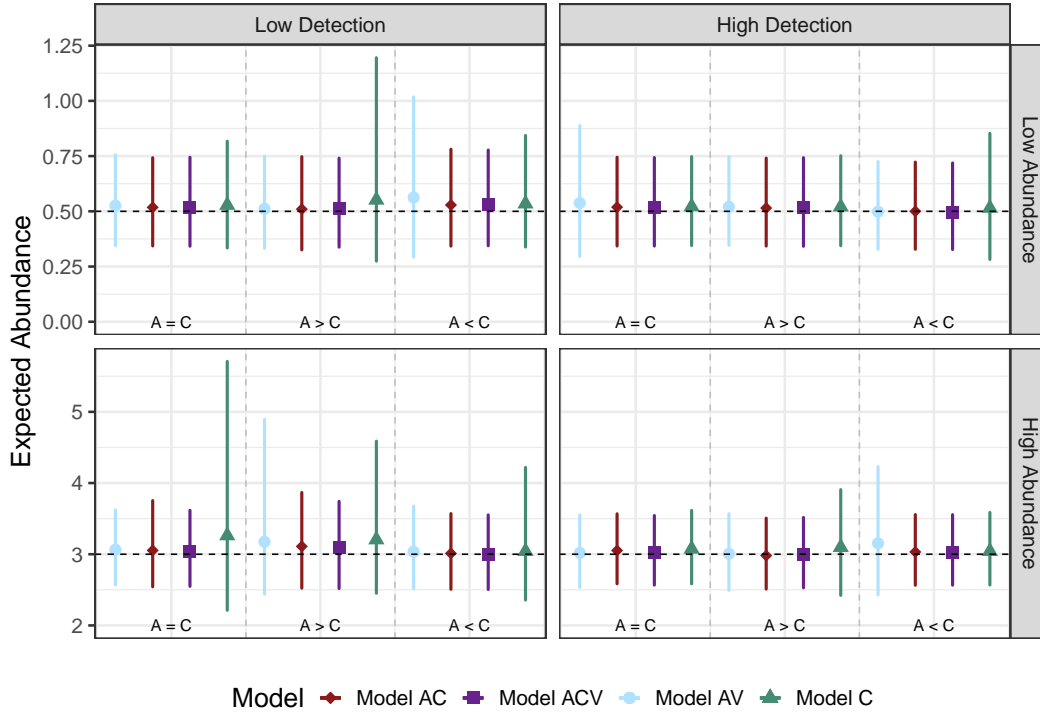 Low Detection
High Detection
1.25
1.00
0.75
0.50
0.25
0.00
A = C
A > C
A < C
A = C
A > C
A < C
Low Abundance
Expected Abundance
5
4
3
2
A = C
A > C
A < C
A = C
A > C
A < C
High Abundance
Model Model AC Model ACV Model AV Model C